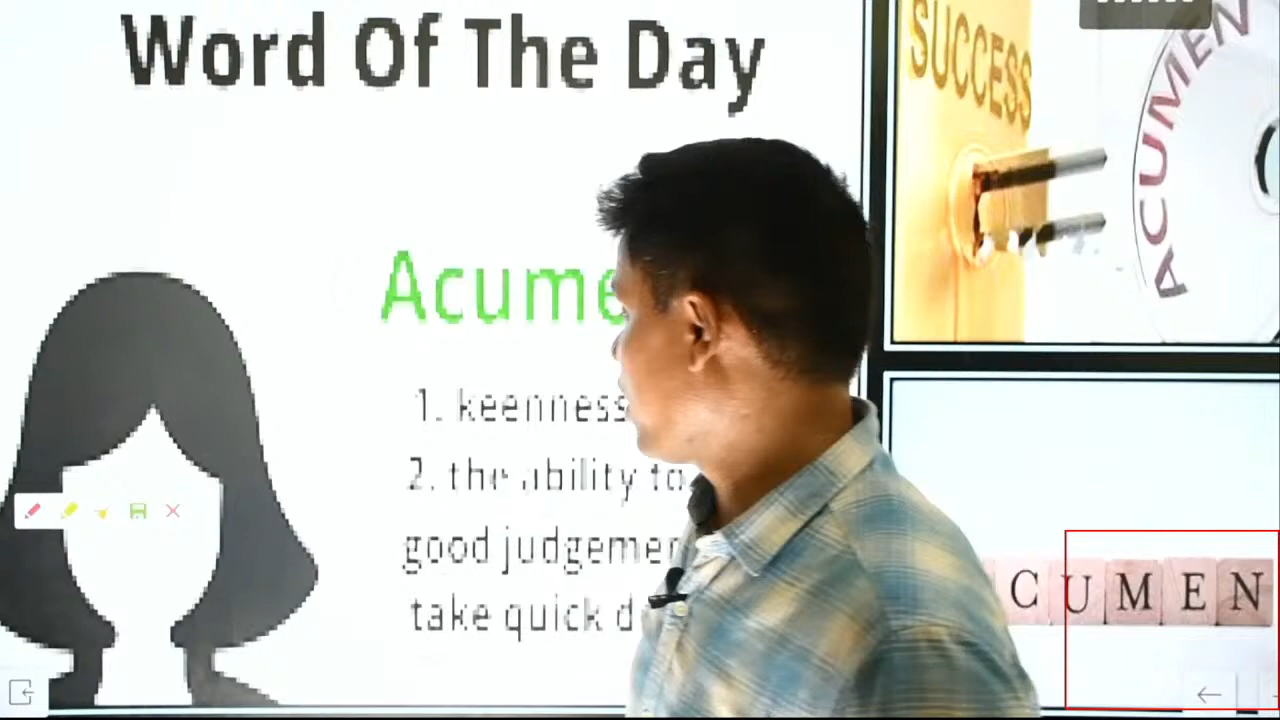 Word Of The Day
Acume
1. keenness
2. the ability to
good judgemen
take quick d
SUCCESS
ACUMEN
CUMEN